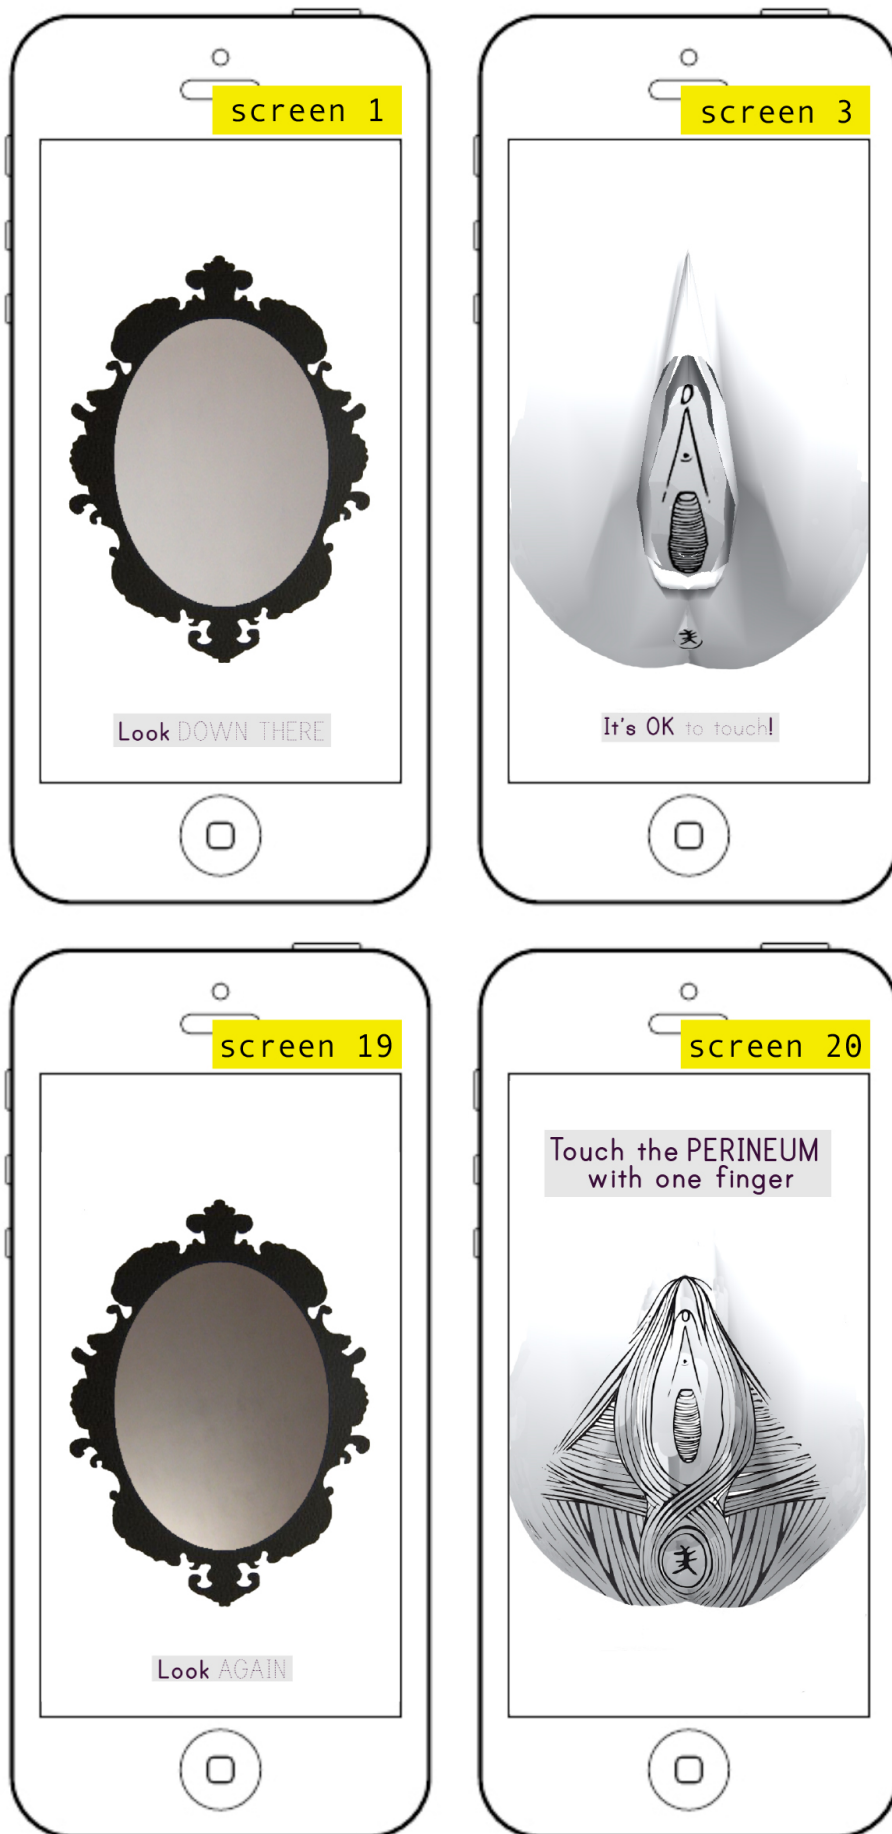 screen 1
Look DOWN THERE
screen 3
It's OK to touch!
screen 19
Look AGAIN
screen 20
Touch the PERINEUM
with one finger